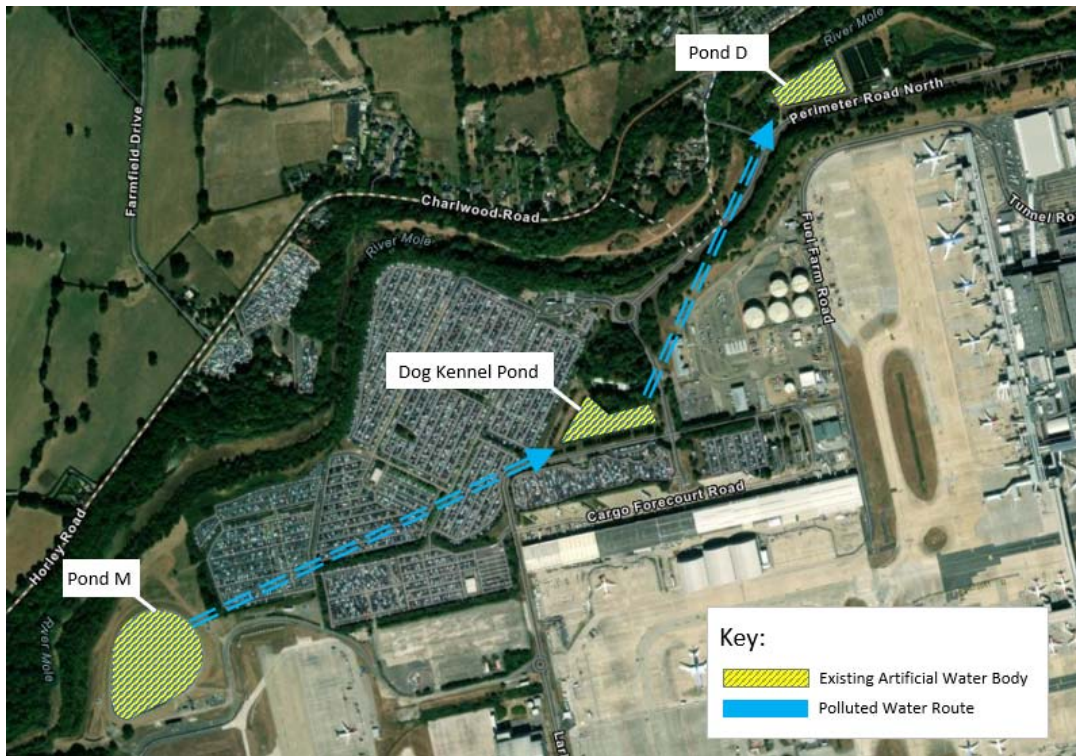 River Mole
Pond D
Perimeter Road North
Farmfield Drive
Tunnel Ro
Charlwood Road
River Mole
Fuel Farm Road
Dog Kennel Pond
Cargo Forecourt Road
Horley Road
Pond M
River Mole
Lar
Key:
Existing Artificial Water Body
Polluted Water Route